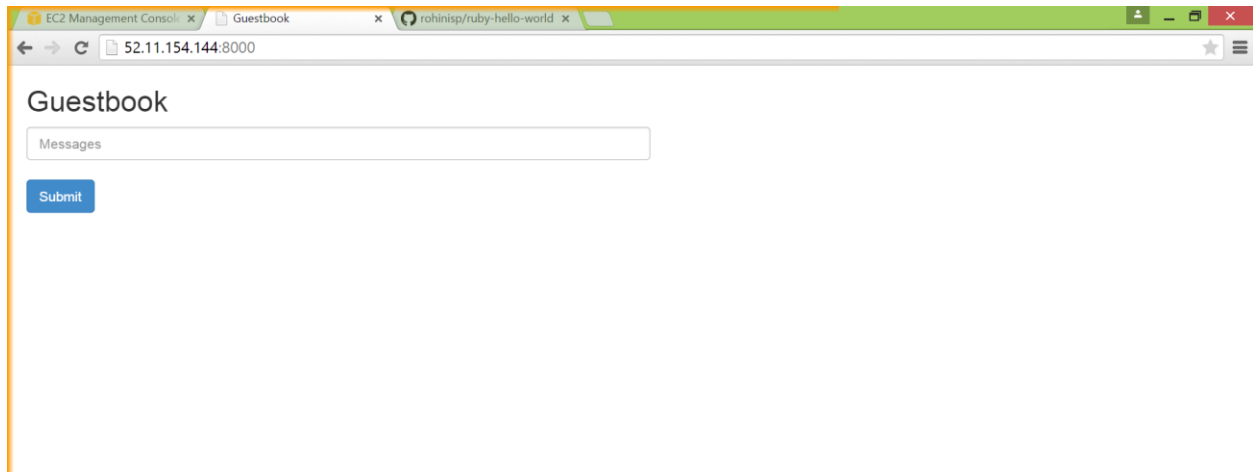 EC2 Management Consol Guestbook rohinisp/ruby-hello-world
52.11.154.144:8000
Guestbook
Messages
Submit